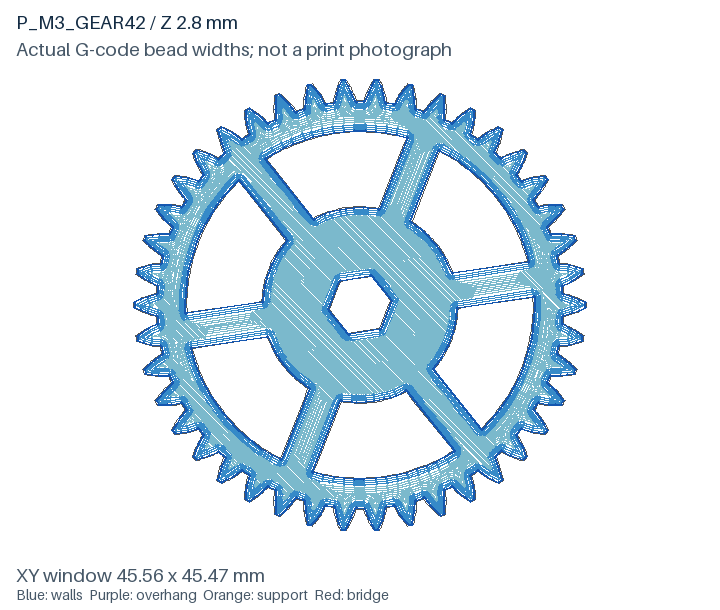 P_M3_GEAR42 / Z 2.8 mm
Actual G-code bead widths; not a print photograph
XY window 45.56 x 45.47 mm
Blue: walls  Purple: overhang  Orange: support  Red: bridge